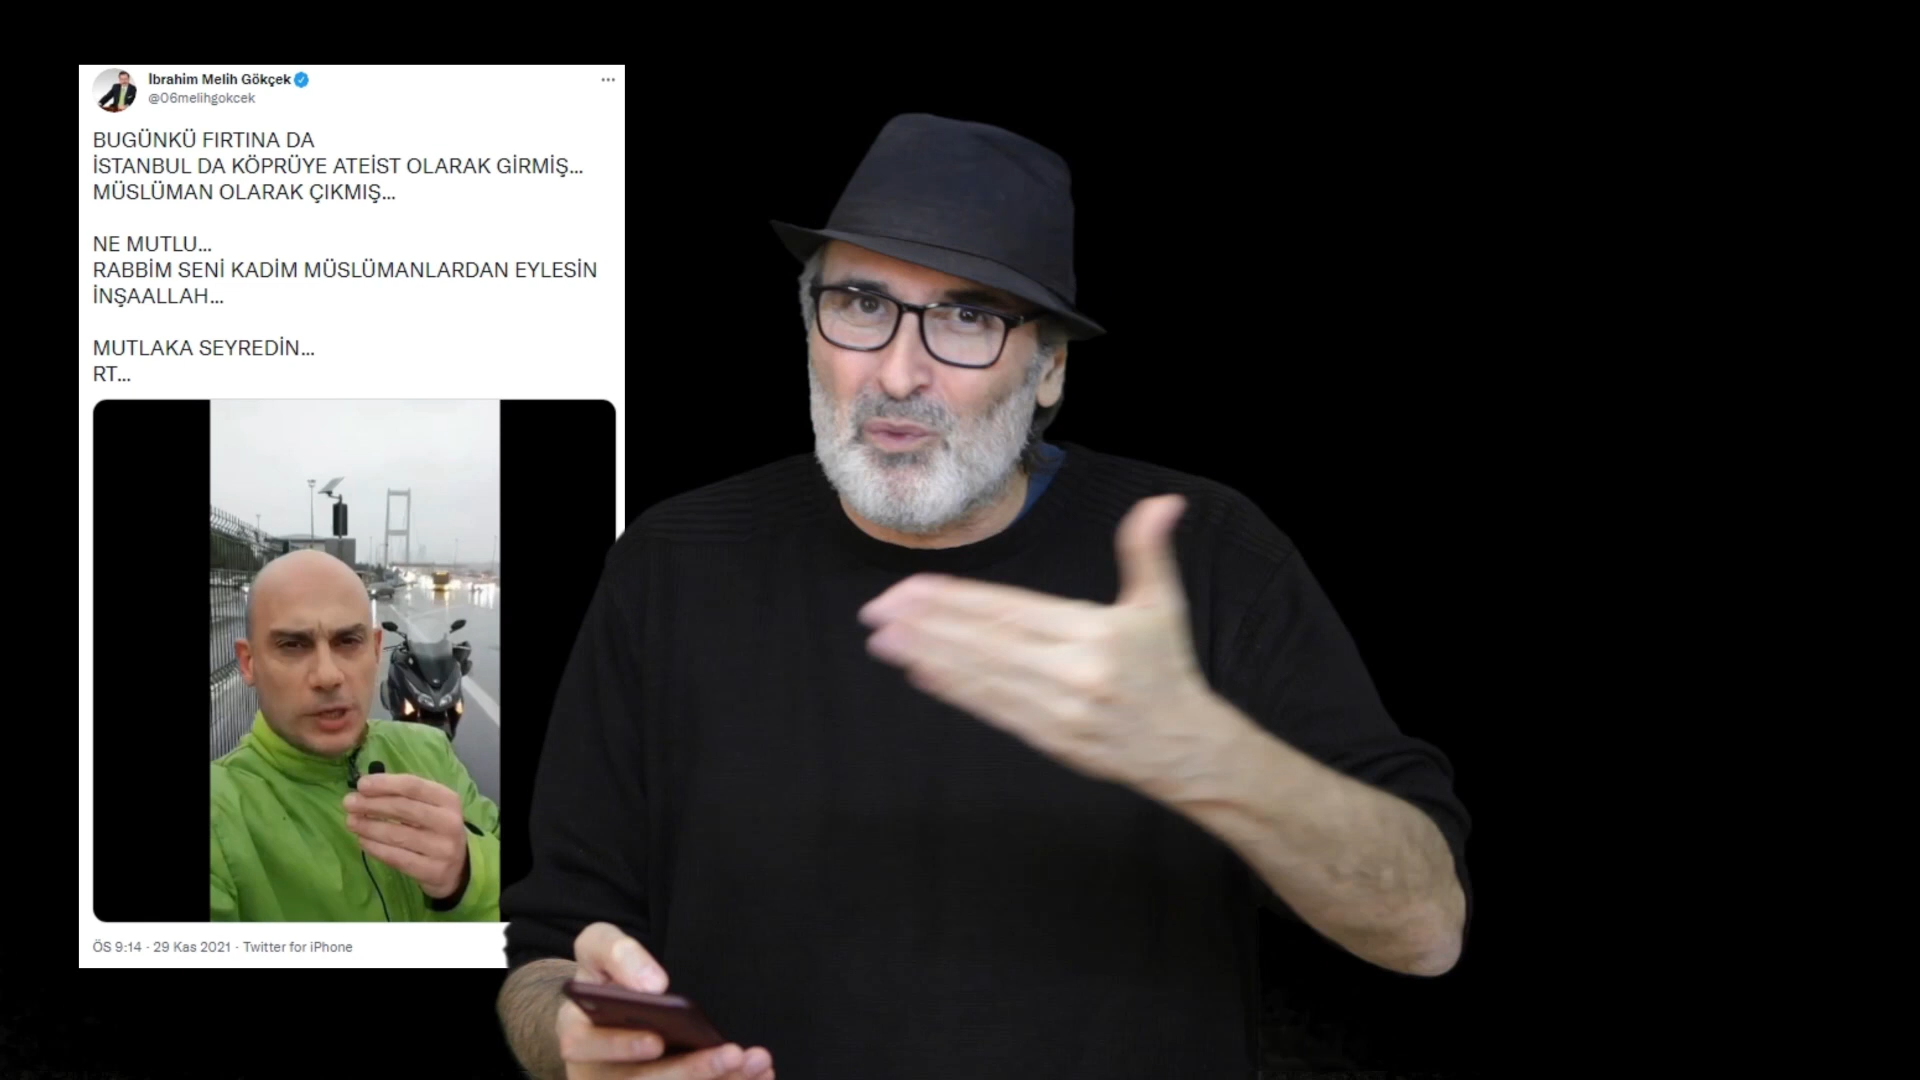 İbrahim Melih Gökçek
@06melihgokcek
BUGÜNKÜ FIRTINA DA
İSTANBUL DA KÖPRÜYE ATEİST OLARAK GİRMİŞ...
MÜSLÜMAN OLARAK ÇIKMIŞ...
NE MUTLU...
RABBİM SENİ KADİM MÜSLÜMANLARDAN EYLESİN
İNŞAALLAH...
MUTLAKA SEYREDİN...
RT...
ÖS 9:14 · 29 Kas 2021 · Twitter for iPhone